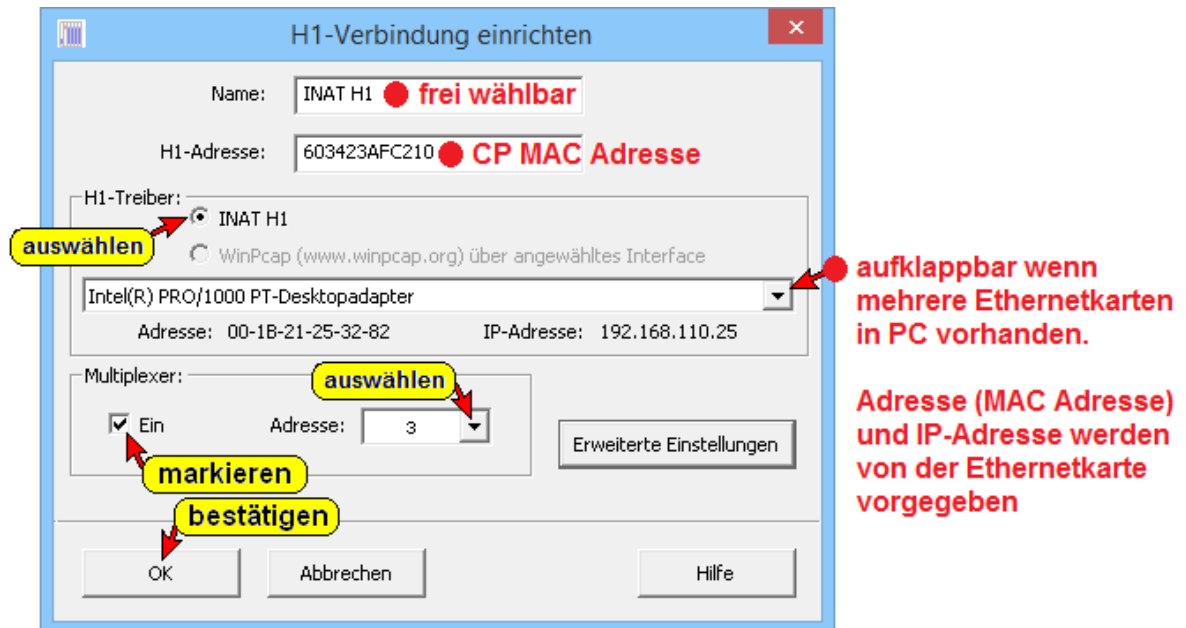 H1-Verbindung einrichten
Name: INAT H1 frei wählbar
H1-Adresse: 603423AFC210 CP MAC Adresse
H1-Treiber:
auswählen INAT H1
WinPcap (www.winpcap.org) über angewähltes Interface
Intel(R) PRO/1000 PT-Desktopadapter
Adresse: 00-1B-21-25-32-82 IP-Adresse: 192.168.110.25
aufklappbar wenn
mehrere Ethernetkarten
in PC vorhanden.
Adresse (MAC Adresse)
und IP-Adresse werden
von der Ethernetkarte
vorgegeben
Multiplexer:
auswählen
Ein Adresse: 3
Erweiterte Einstellungen
markieren
bestätigen
OK Abbrechen Hilfe